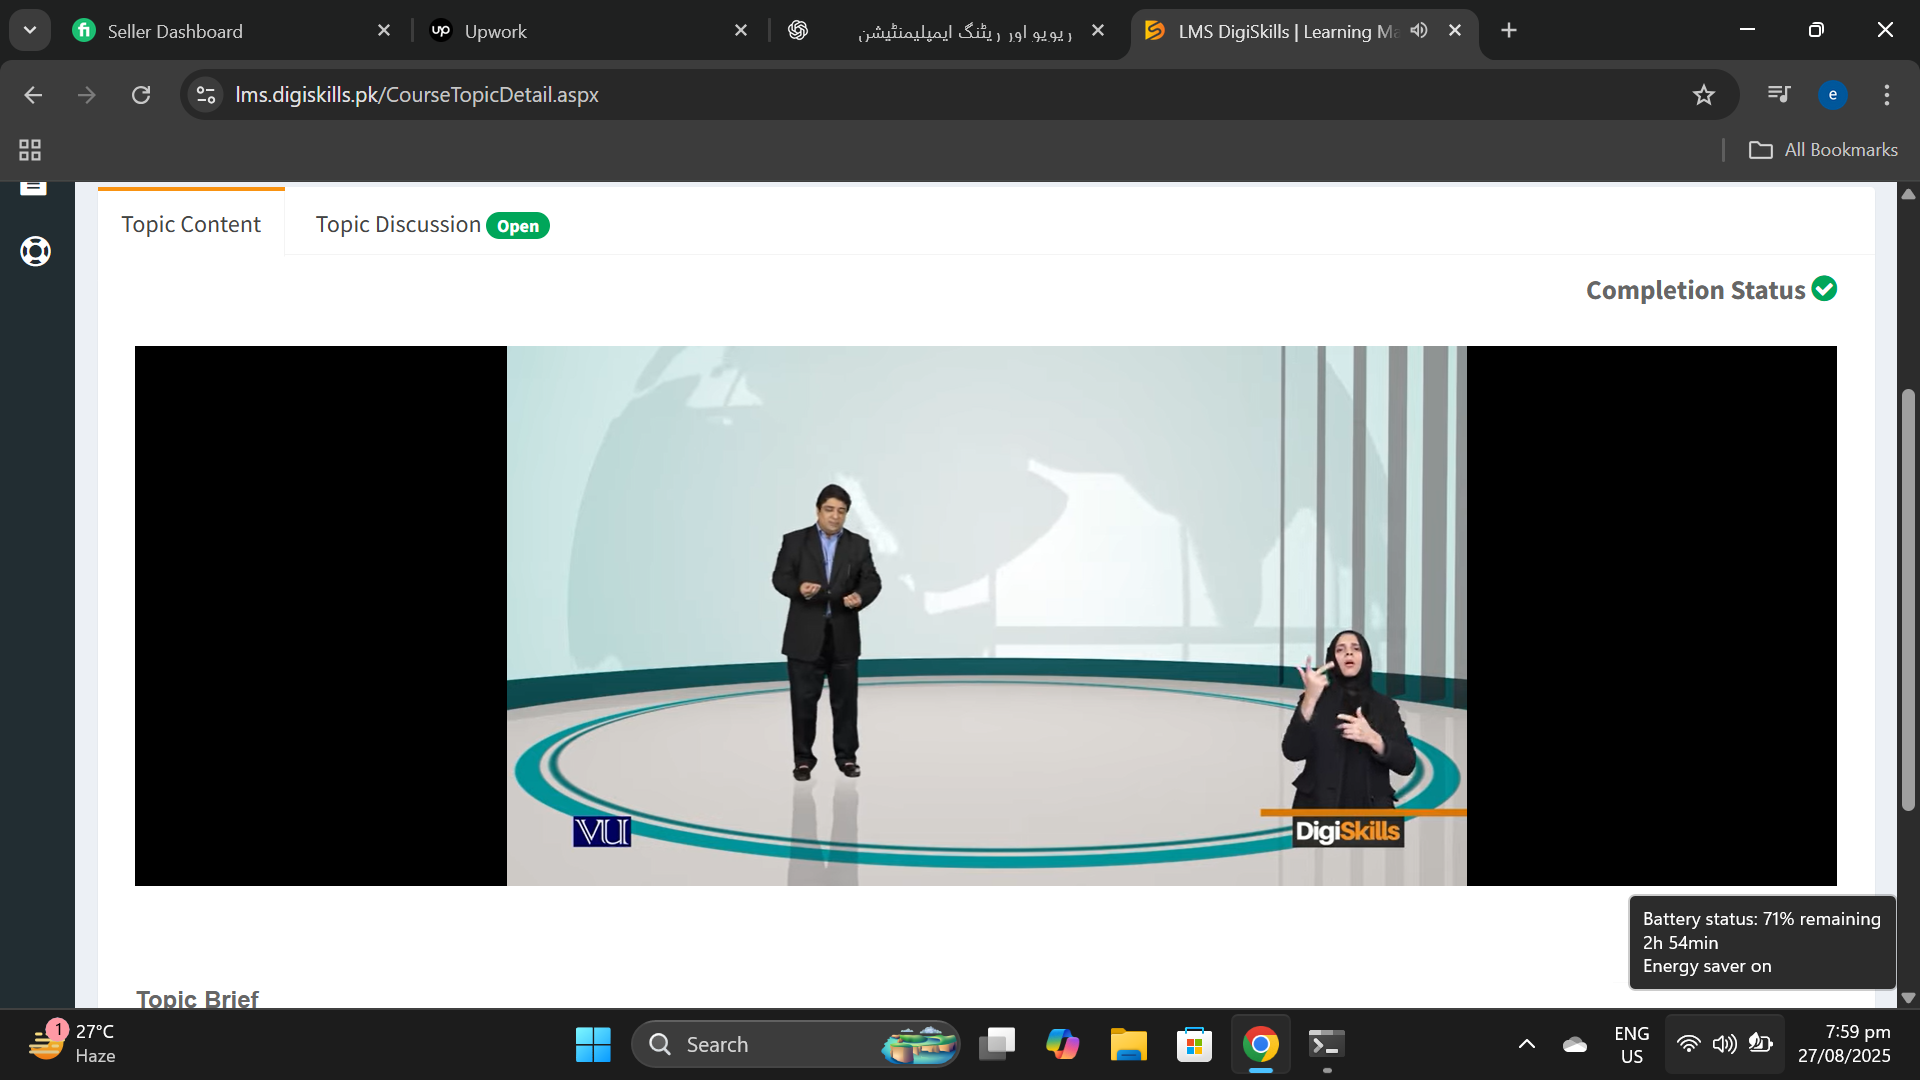 Seller Dashboard
Upwork
ریویو اور ریٹنگ ایمپلیمنٹیشن
LMS DigiSkills | Learning Ma
lms.digiskills.pk/CourseTopicDetail.aspx
All Bookmarks
Topic Content
Topic Discussion Open
Completion Status
VU
DigiSkills
Battery status: 71% remaining
2h 54min
Energy saver on
Topic Brief
1
27°C
Haze
Search
ENG
US
7:59 pm
27/08/2025
e